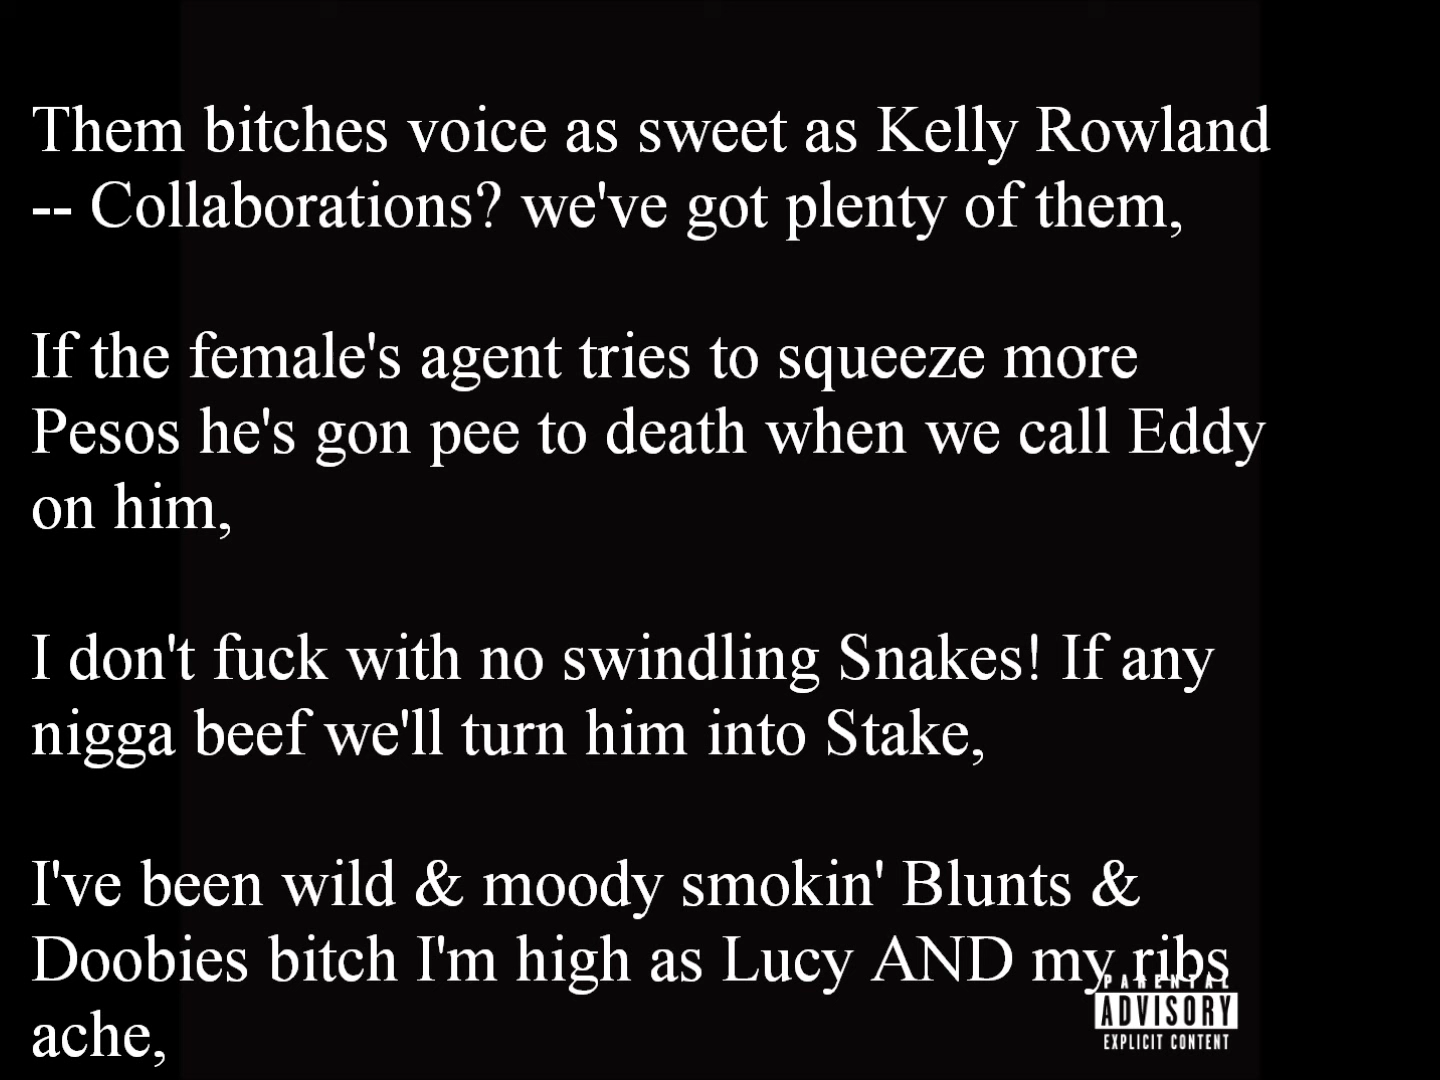 Them bitches voice as sweet as Kelly Rowland
-- Collaborations? we've got plenty of them,
If the female's agent tries to squeeze more
Pesos he's gon pee to death when we call Eddy
on him,
I don't fuck with no swindling Snakes! If any
nigga beef we'll turn him into Stake,
I've been wild & moody smokin' Blunts &
Doobies bitch I'm high as Lucy AND my ribs
ache,
PARENTAL
ADVISORY
EXPLICIT CONTENT